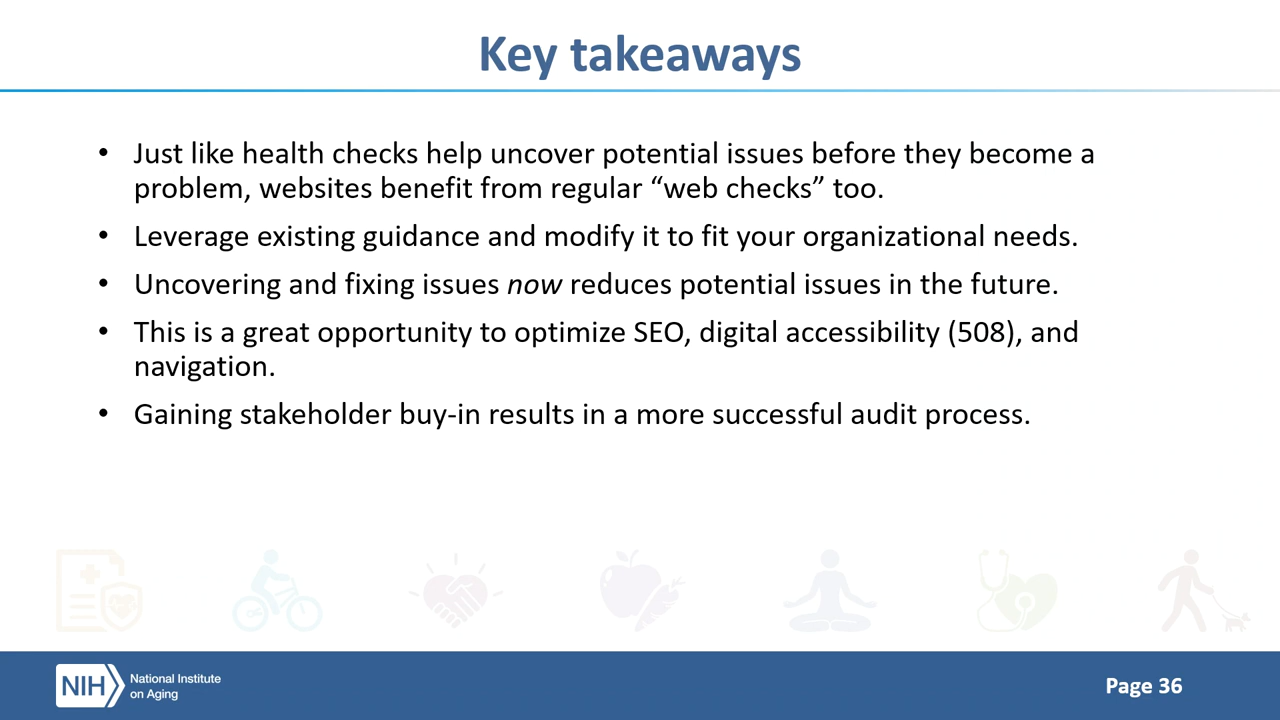 Key takeaways
• Just like health checks help uncover potential issues before they become a
problem, websites benefit from regular “web checks” too.
• Leverage existing guidance and modify it to fit your organizational needs.
• Uncovering and fixing issues now reduces potential issues in the future.
• This is a great opportunity to optimize SEO, digital accessibility (508), and
navigation.
• Gaining stakeholder buy-in results in a more successful audit process.
NIH National Institute
on Aging
Page 36